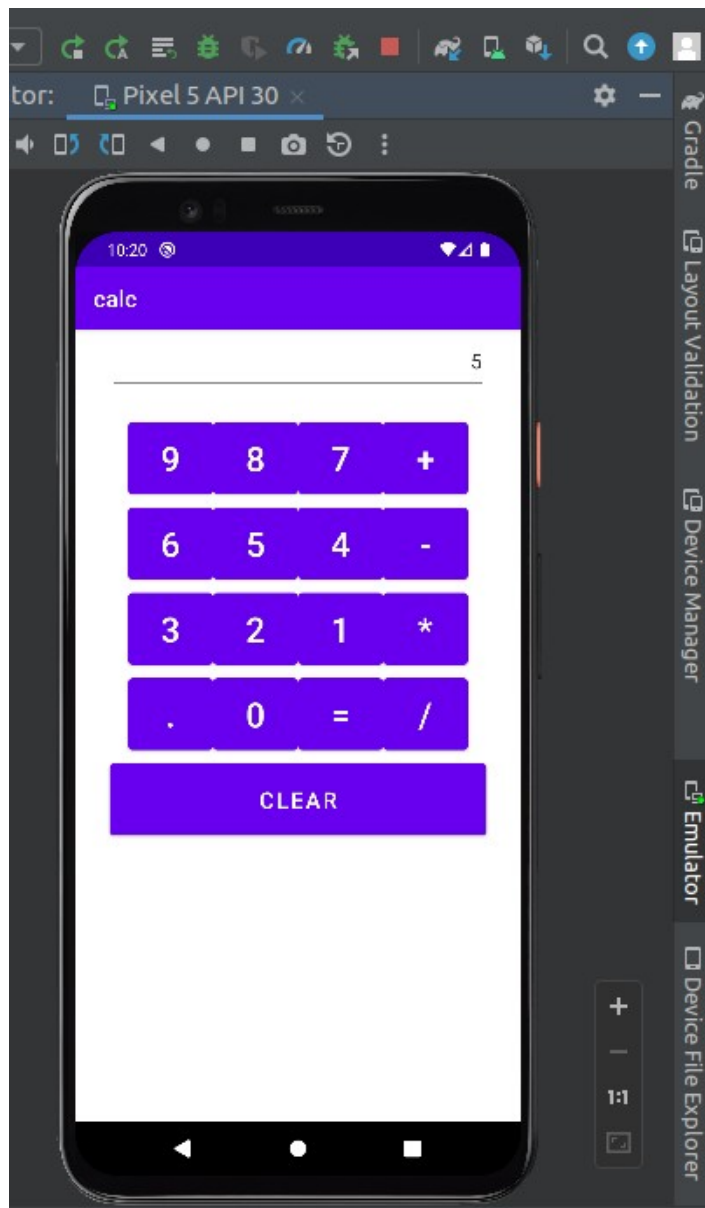 tor: Pixel 5 API 30
10:20
calc
5
9 8 7 +
6 5 4 -
3 2 1 *
. 0 = /
CLEAR
1:1
Gradle
Layout Validation
Device Manager
Emulator
Device File Explorer